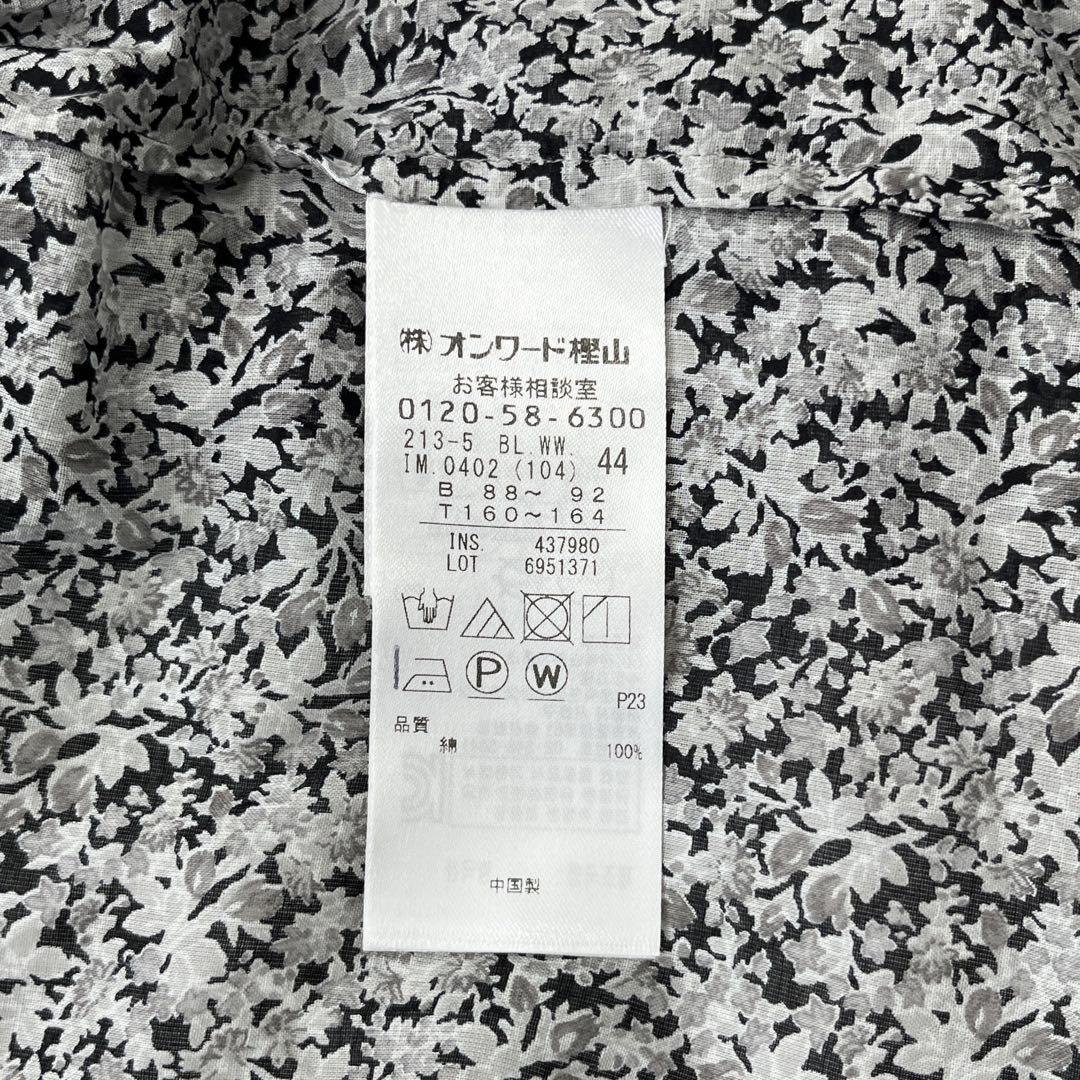 (株)オンワード樫山
お客様相談室
0120-58-6300
213-5 BL.WW. 44
IM.0402(104)
B 88~ 92
T160~164
INS. 437980
LOT 6951371
P W
P23
品質
綿 100%
中国製